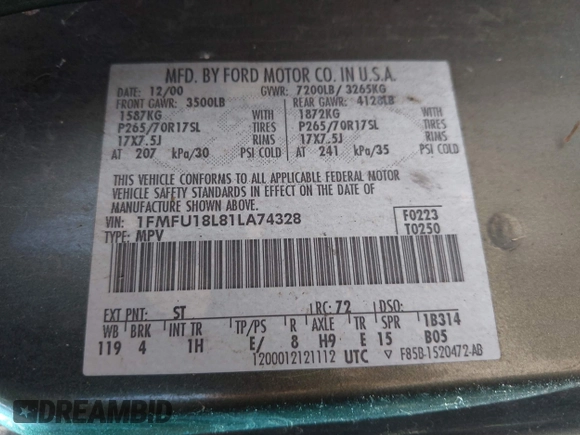 MFD. BY FORD MOTOR CO. IN U.S.A.
DATE: 12/00 GVWR: 7200LB/ 3265KG
FRONT GAWR: 3500LB REAR GAWR: 4128LB
1587KG WITH 1872KG WITH
P265/70R17SL TIRES P265/70R17SL TIRES
17X7.5J RIMS 17X7.5J RIMS
AT 207 kPa/30 PSI COLD AT 241 kPa/35 PSI COLD
THIS VEHICLE CONFORMS TO ALL APPLICABLE FEDERAL MOTOR
VEHICLE SAFETY STANDARDS IN EFFECT ON THE DATE OF
MANUFACTURE SHOWN ABOVE.
VIN: 1FMFU18L81LA74328 F0223
TYPE: MPV T0250
EXT PNT: ST RC: 72 DSO:
WB BRK INT TR TP/PS R AXLE TR SPR 1B314
119 4 1H E/ 8 H9 E 15 B05
1200012121112 UTC ▽ F85B-1520472-AB
DREAMBID